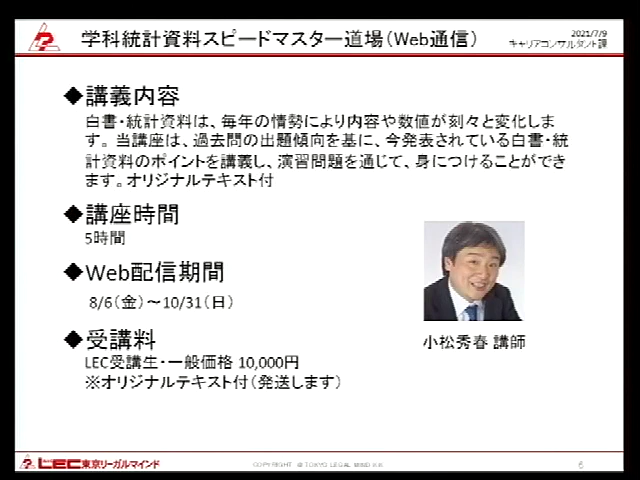 学科統計資料スピードマスター道場(Web通信)
2021/7/9
キャリアコンサルタント課
◆講義内容
白書・統計資料は、毎年の情勢により内容や数値が刻々と変化しま
す。当講座は、過去問の出題傾向を基に、今発表されている白書・統
計資料のポイントを講義し、演習問題を通じて、身につけることができ
ます。オリジナルテキスト付
◆講座時間
5時間
◆Web配信期間
8/6(金)~10/31(日)
◆受講料
LEC受講生・一般価格 10,000円
※オリジナルテキスト付(発送します)
小松秀春 講師
LEC東京リーガルマインド
COPYRIGHT @ TOKYO LEGAL MIND K.K
6